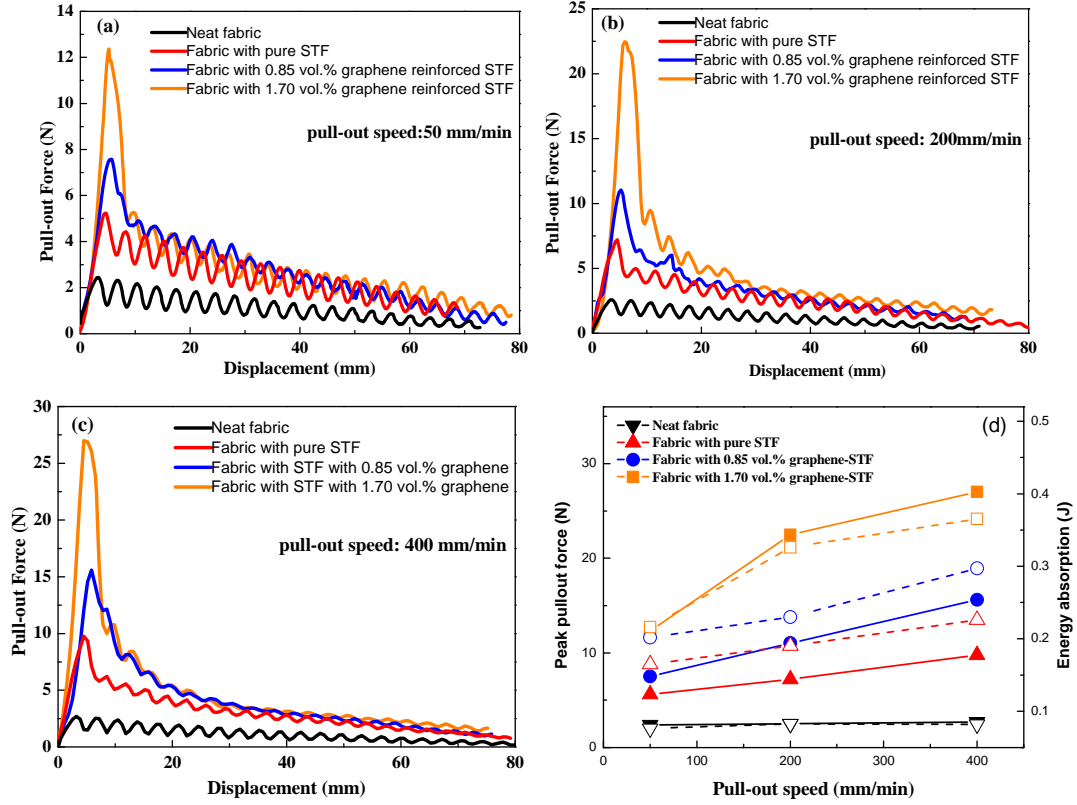 (a)
Neat fabric
Fabric with pure STF
Fabric with 0.85 vol.% graphene reinforced STF
Fabric with 1.70 vol.% graphene reinforced STF
pull-out speed:50 mm/min
Pull-out Force (N)
14
12
10
8
6
4
2
0
0 20 40 60 80
Displacement (mm)
(b)
Neat fabric
Fabric with pure STF
Fabric with 0.85 vol.% graphene reinforced STF
Fabric with 1.70 vol.% graphene reinforced STF
pull-out speed: 200mm/min
Pull-out Force (N)
25
20
15
10
5
0
0 20 40 60 80
Displacement (mm)
(c)
Neat fabric
Fabric with pure STF
Fabric with STF with 0.85 vol.% graphene
Fabric with STF with 1.70 vol.% graphene
pull-out speed: 400 mm/min
Pull-out Force (N)
30
25
20
15
10
5
0
0 20 40 60 80
Displacement (mm)
(d)
Neat fabric
Fabric with pure STF
Fabric with 0.85 vol.% graphene-STF
Fabric with 1.70 vol.% graphene-STF
Peak pullout force (N)
30
20
10
0
0 100 200 300 400
Pull-out speed (mm/min)
0.5
0.4
0.3
0.2
0.1
Energy absorption (J)